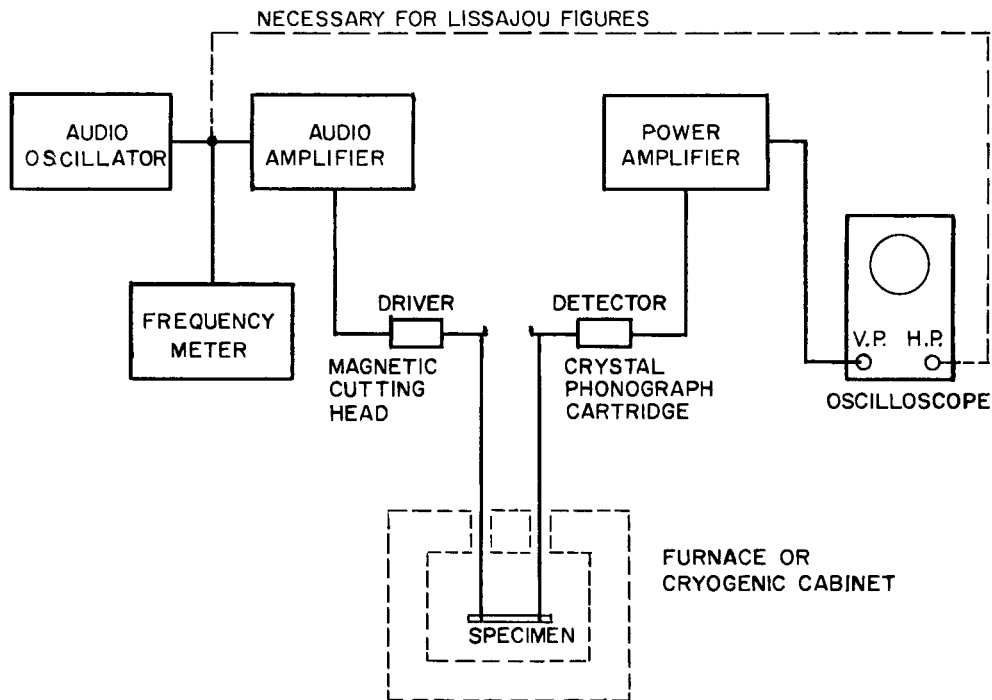 NECESSARY FOR LISSAJOU FIGURES
AUDIO
OSCILLATOR
AUDIO
AMPLIFIER
POWER
AMPLIFIER
FREQUENCY
METER
DRIVER
MAGNETIC
CUTTING
HEAD
DETECTOR
CRYSTAL
PHONOGRAPH
CARTRIDGE
V.P. H.P.
OSCILLOSCOPE
FURNACE OR
CRYOGENIC CABINET
SPECIMEN